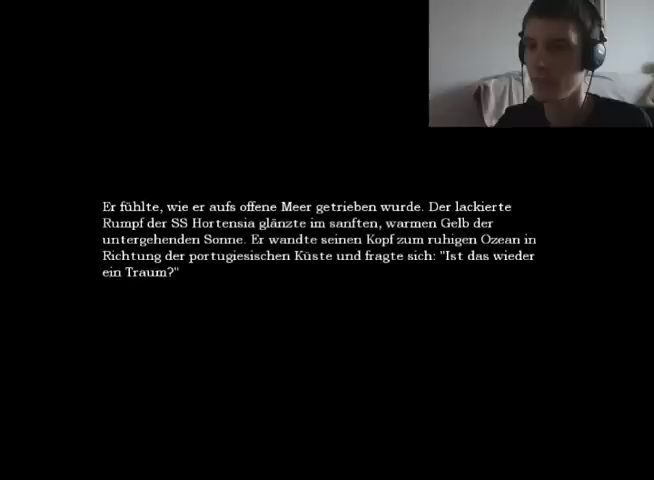 Er fühlte, wie er aufs offene Meer getrieben wurde. Der lackierte
Rumpf der SS Hortensia glänzte im sanften, warmen Gelb der
untergehenden Sonne. Er wandte seinen Kopf zum ruhigen Ozean in
Richtung der portugiesischen Küste und fragte sich: "Ist das wieder
ein Traum?"